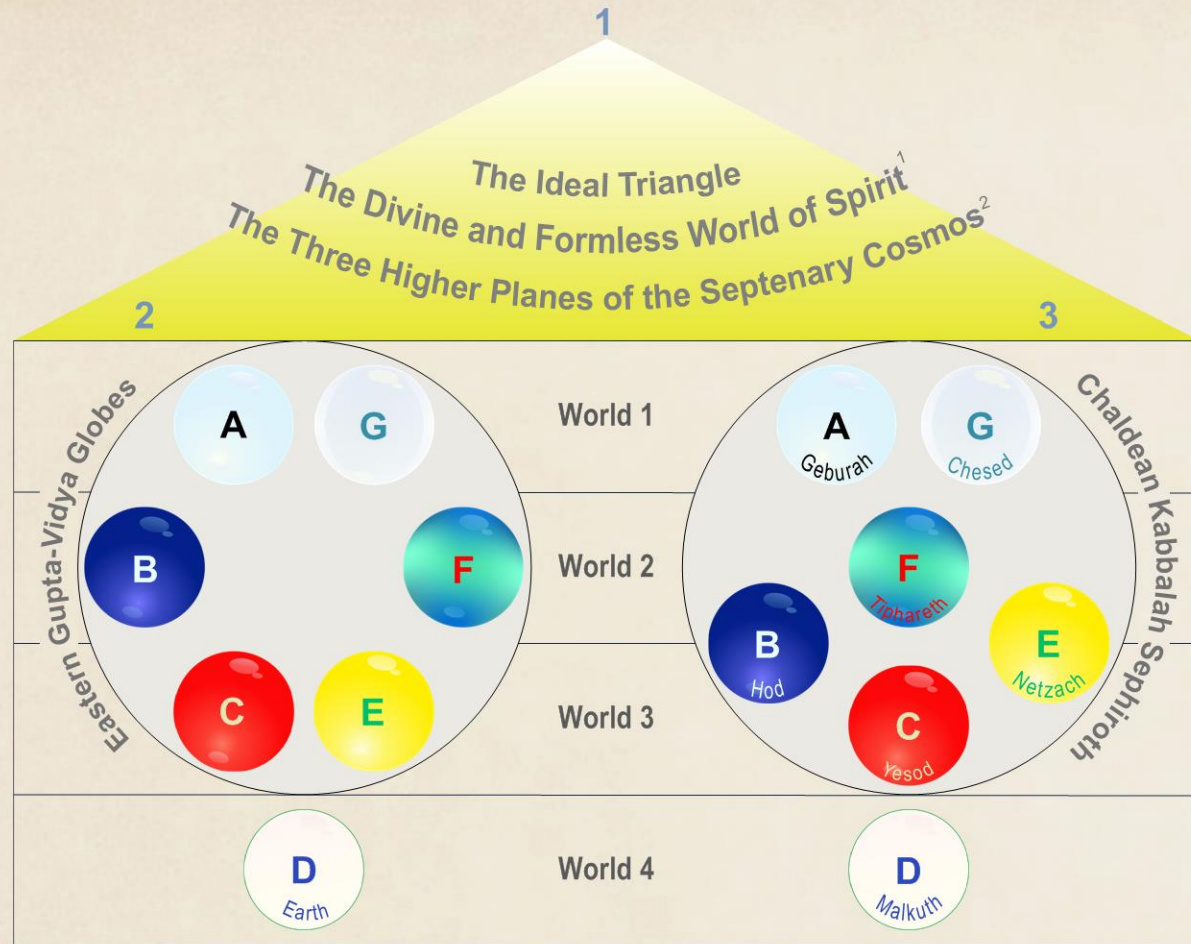 1
The Ideal Triangle
The Divine and Formless World of Spirit¹
The Three Higher Planes of the Septenary Cosmos²
2
3
Eastern Gupta-Vidya Globes
A
G
B
F
C
E
D
Earth
World 1
World 2
World 3
World 4
Chaldean Kabbalah Sephiroth
A
Geburah
G
Chesed
F
Tiphareth
B
Hod
E
Netzach
C
Yesod
D
Malkuth